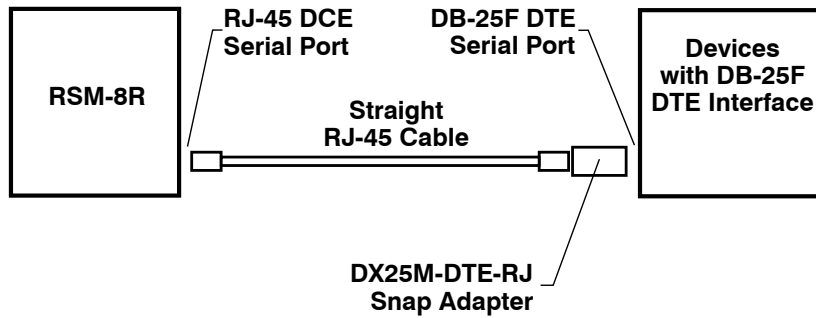 RJ-45 DCE
Serial Port
DB-25F DTE
Serial Port
RSM-8R
Devices
with DB-25F
DTE Interface
Straight
RJ-45 Cable
DX25M-DTE-RJ
Snap Adapter